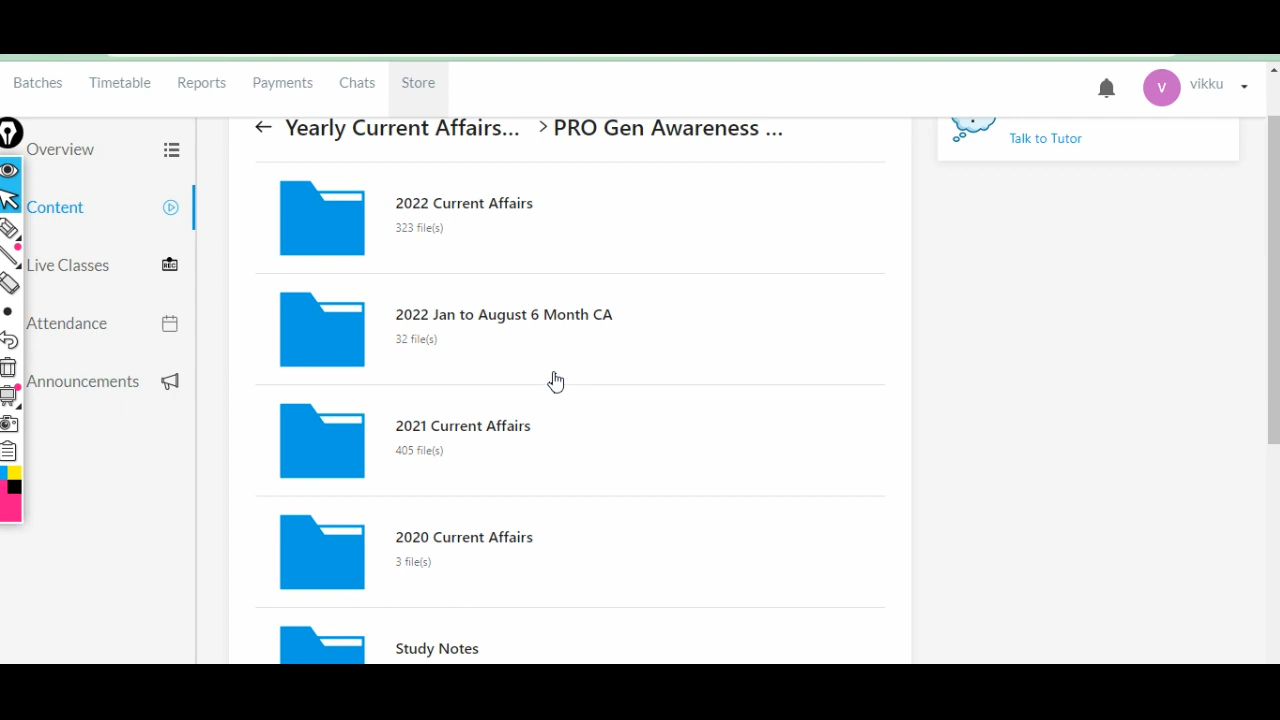 Batches Timetable Reports Payments Chats Store
V vikku
← Yearly Current Affairs... > PRO Gen Awareness ...
Talk to Tutor
Overview
Content
Live Classes
REC
Attendance
Announcements
2022 Current Affairs
323 file(s)
2022 Jan to August 6 Month CA
32 file(s)
2021 Current Affairs
405 file(s)
2020 Current Affairs
3 file(s)
Study Notes